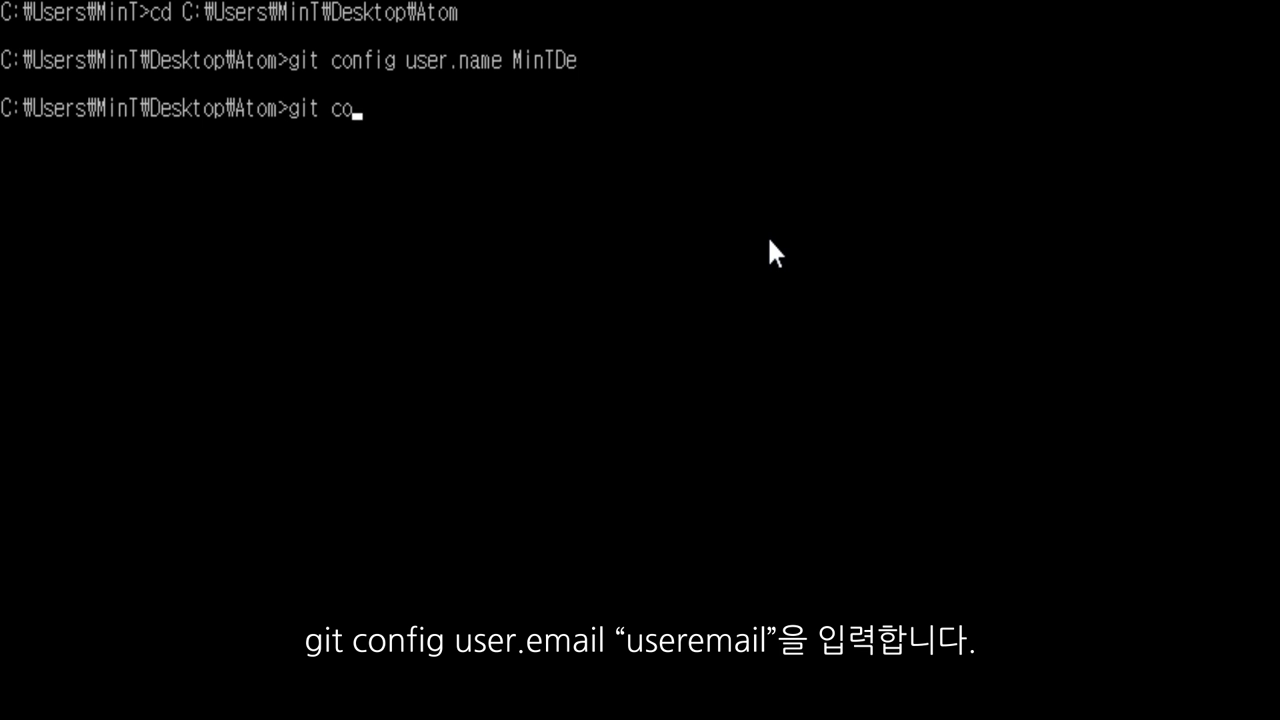 C:₩Users₩MinT>cd C:₩Users₩MinT₩Desktop₩Atom
C:₩Users₩MinT₩Desktop₩Atom>git config user.name MinTDe
C:₩Users₩MinT₩Desktop₩Atom>git co
git config user.email “useremail”을 입력합니다.